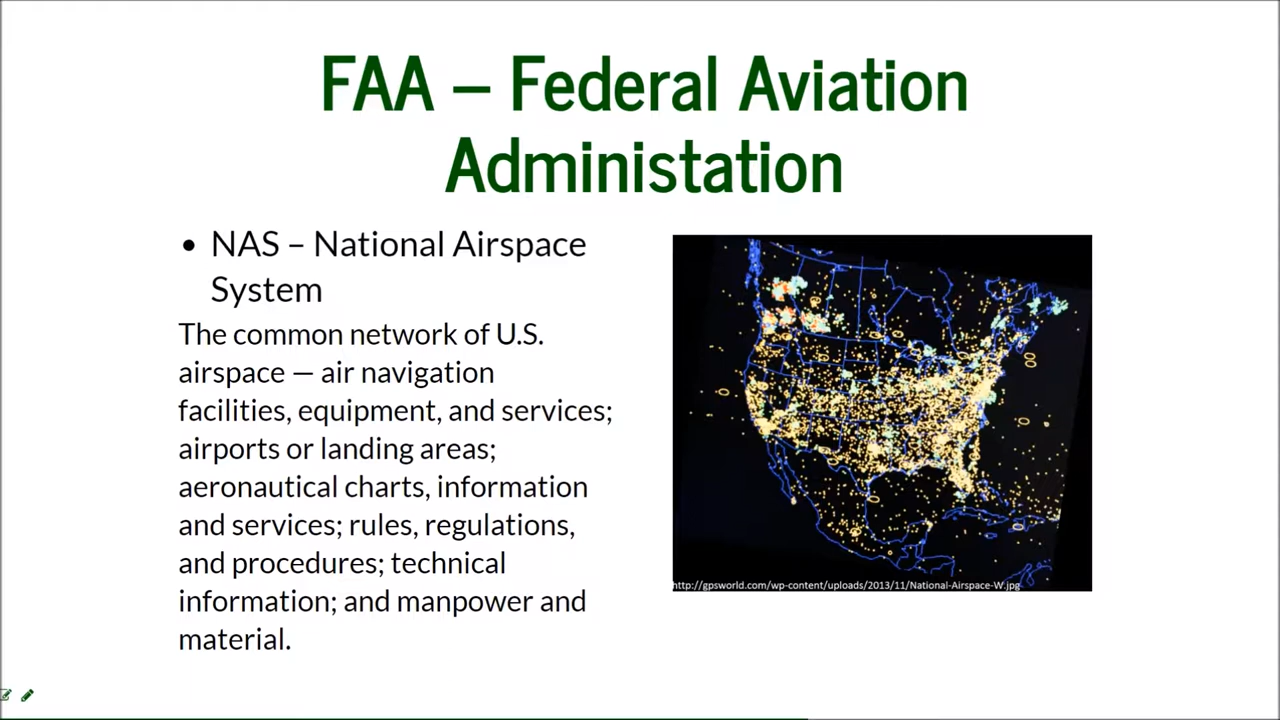 FAA – Federal Aviation
Administation
• NAS – National Airspace
System
The common network of U.S.
airspace — air navigation
facilities, equipment, and services;
airports or landing areas;
aeronautical charts, information
and services; rules, regulations,
and procedures; technical
information; and manpower and
material.
http://gpsworld.com/wp-content/uploads/2013/11/National-Airspace-W.jpg